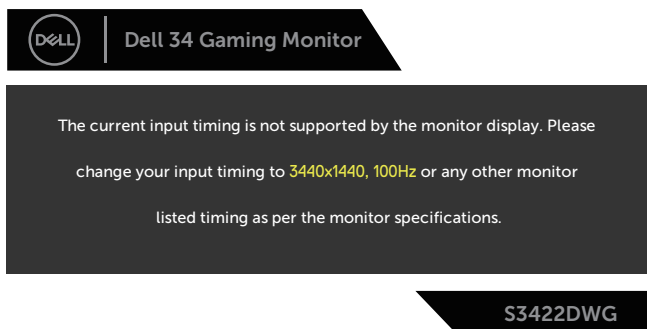 DELL
Dell 34 Gaming Monitor
The current input timing is not supported by the monitor display. Please
change your input timing to 3440x1440, 100Hz or any other monitor
listed timing as per the monitor specifications.
S3422DWG